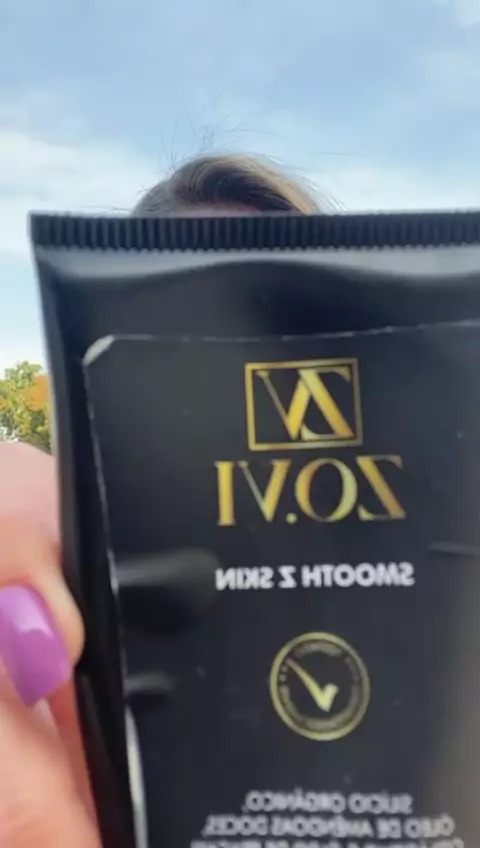 ZV
ZO.VI
SMOOTH Z SKIN
SILÍCIO ORGÂNICO,
ÓLEO DE AMÊNDOAS DOCES,